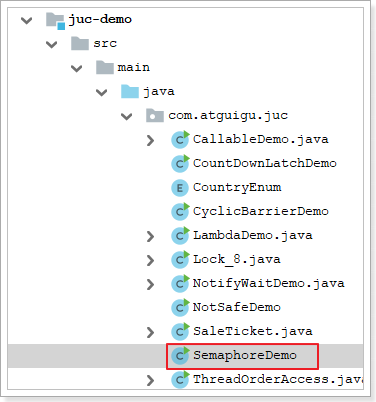 juc-demo
src
main
java
com.atguigu.juc
CallableDemo.java
CountDownLatchDemo
CountryEnum
CyclicBarrierDemo
LambdaDemo.java
Lock_8.java
NotifyWaitDemo.java
NotSafeDemo
SaleTicket.java
SemaphoreDemo
ThreadOrderAccess.java